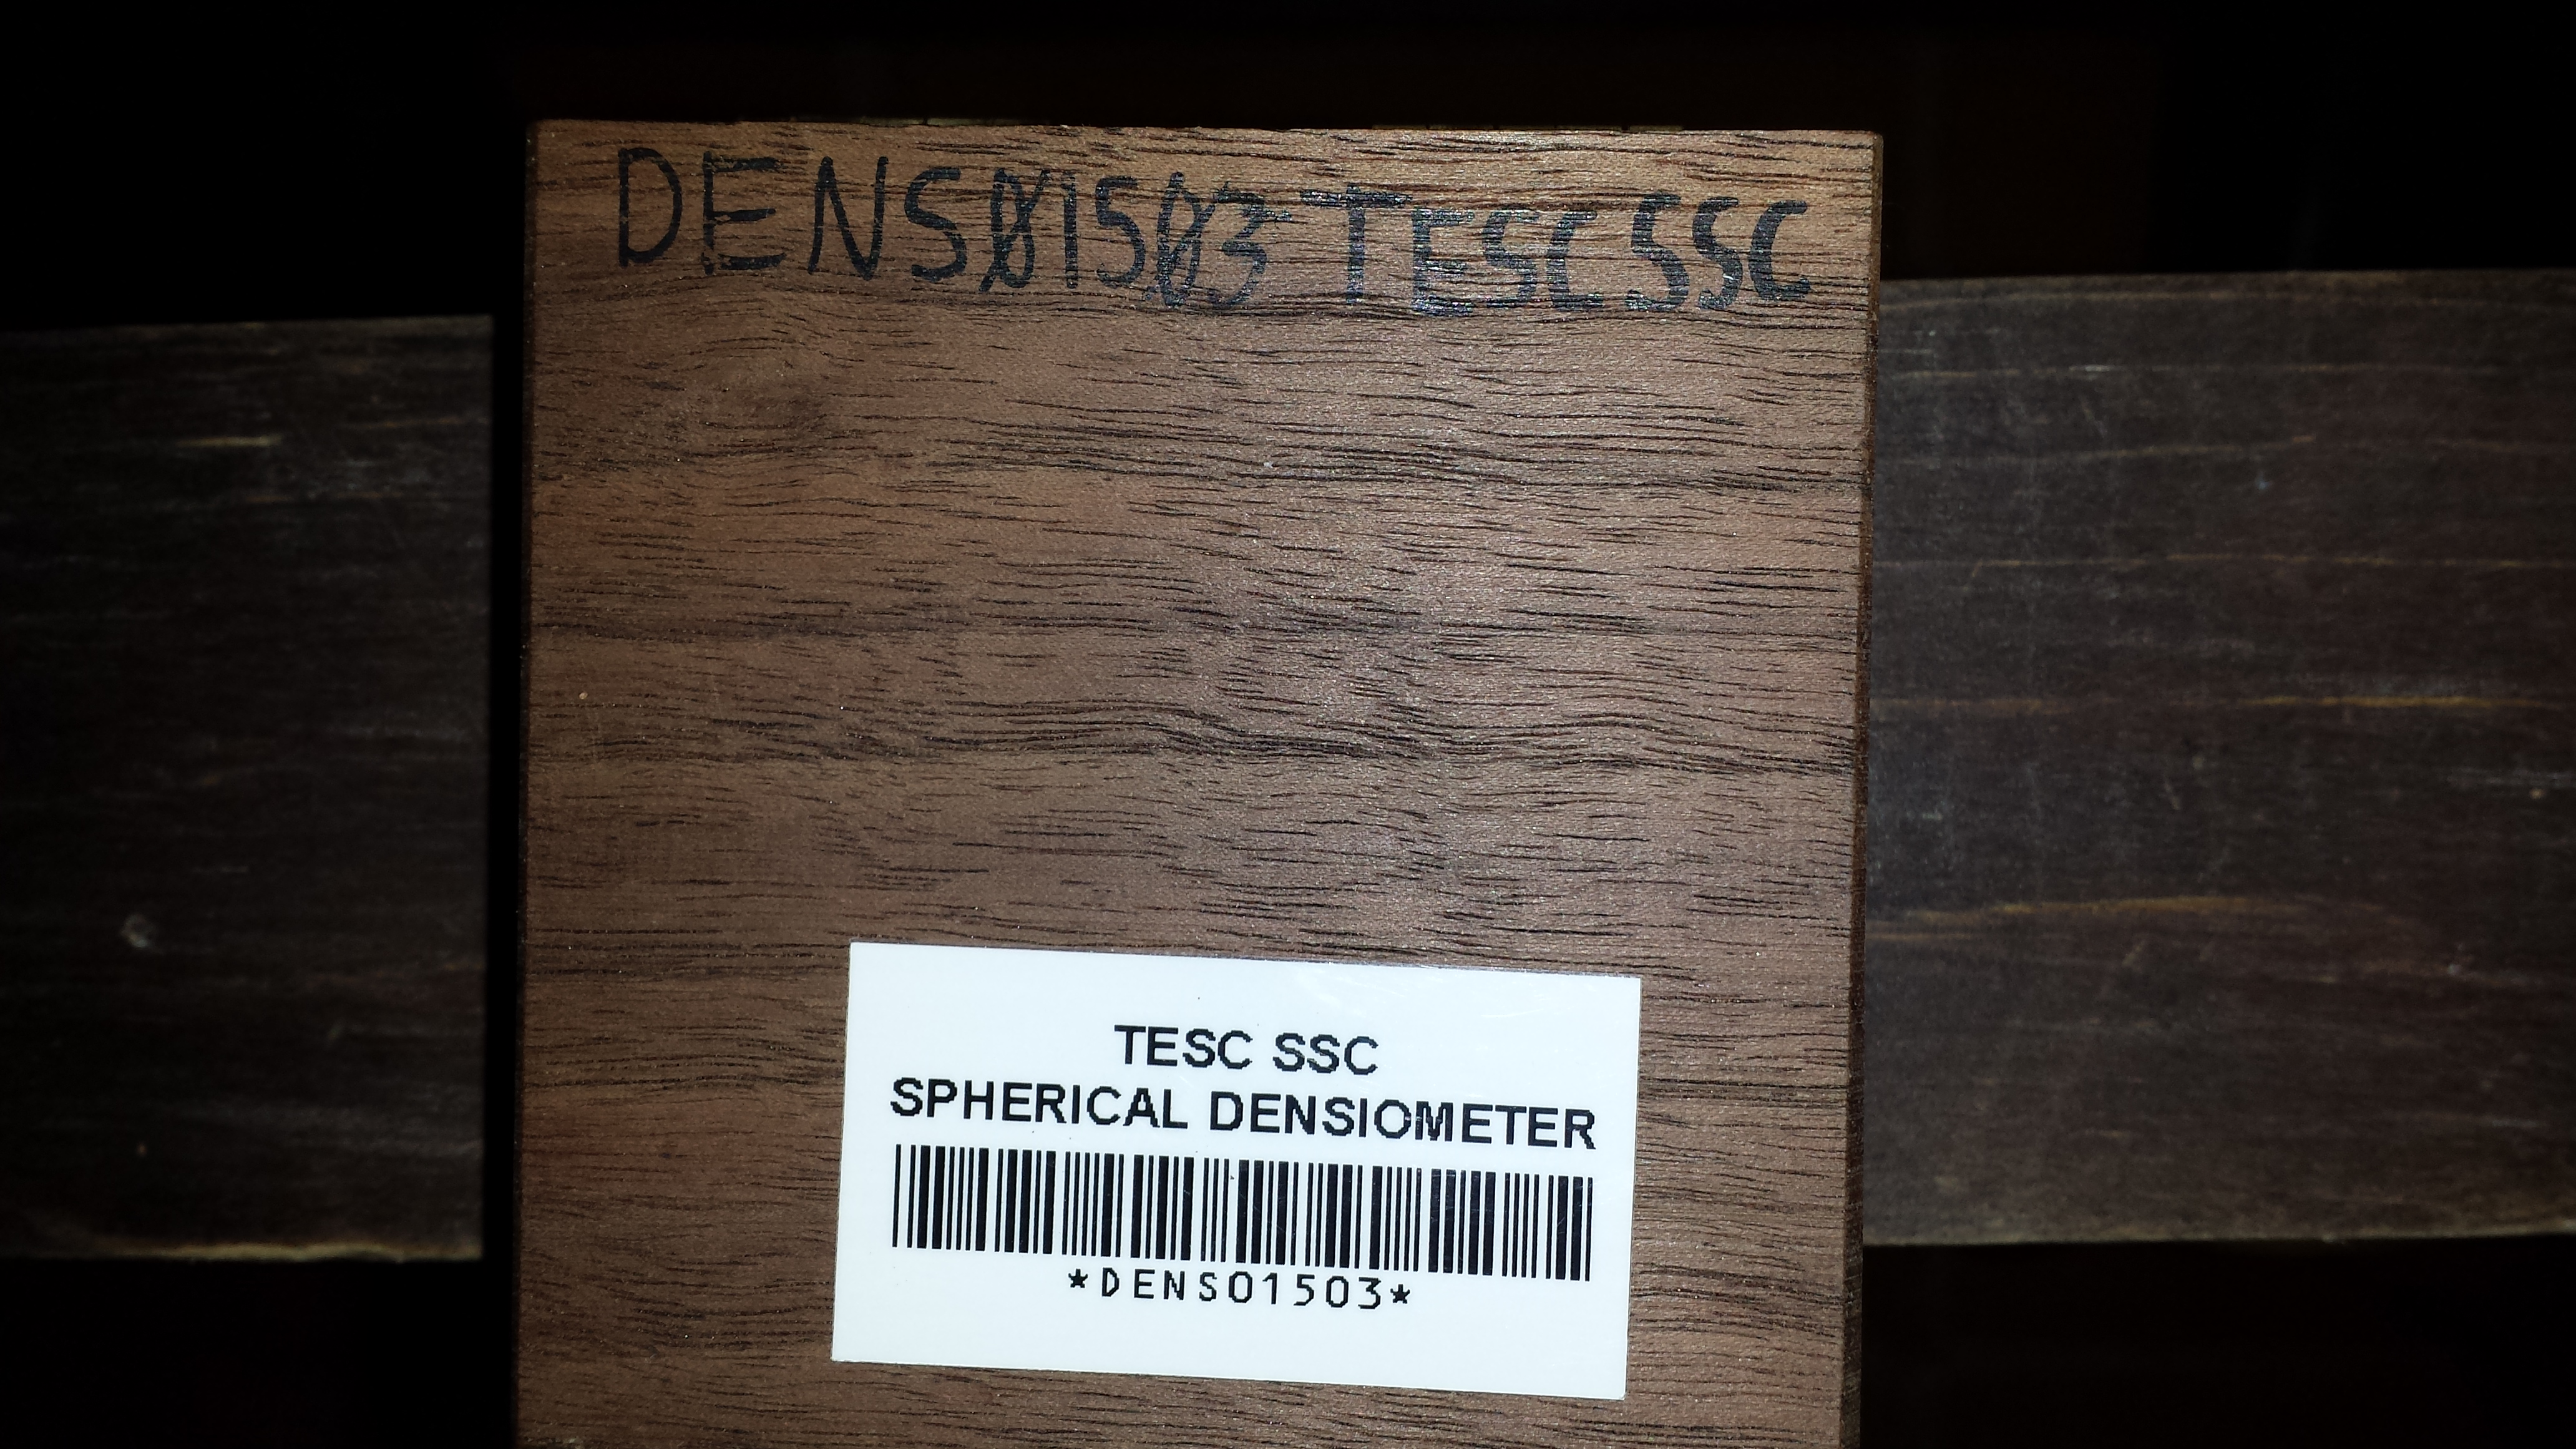 DENS01503 TESC SSC
TESC SSC
SPHERICAL DENSIOMETER
*DENS01503*